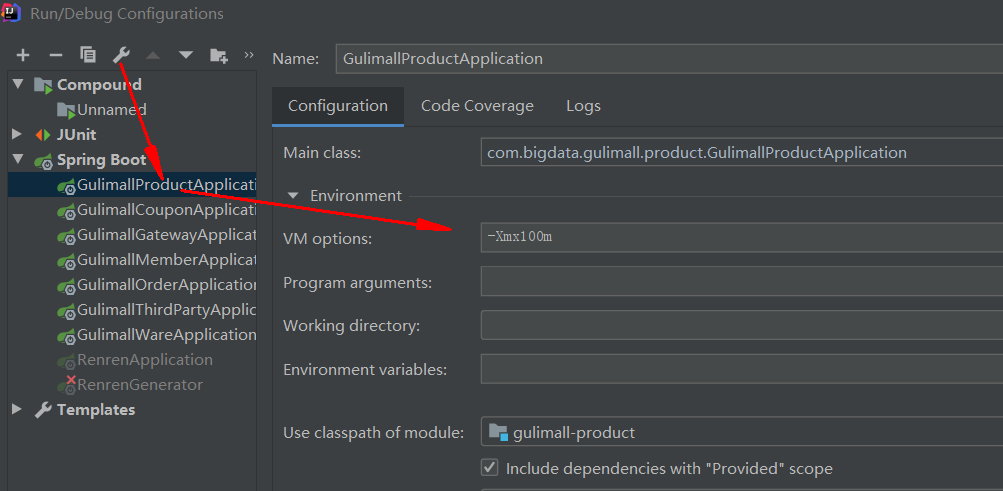 Run/Debug Configurations
Name: GulimallProductApplication
Configuration Code Coverage Logs
Compound
Unnamed
JUnit
Spring Boot
GulimallProductApplicati
GulimallCouponApplicati
GulimallGatewayApplicat
GulimallMemberApplicat
GulimallOrderApplication
GulimallThirdPartyApplic
GulimallWareApplication
RenrenApplication
RenrenGenerator
Templates
Main class: com.bigdata.gulimall.product.GulimallProductApplication
Environment
VM options: -Xmx100m
Program arguments:
Working directory:
Environment variables:
Use classpath of module: gulimall-product
Include dependencies with "Provided" scope